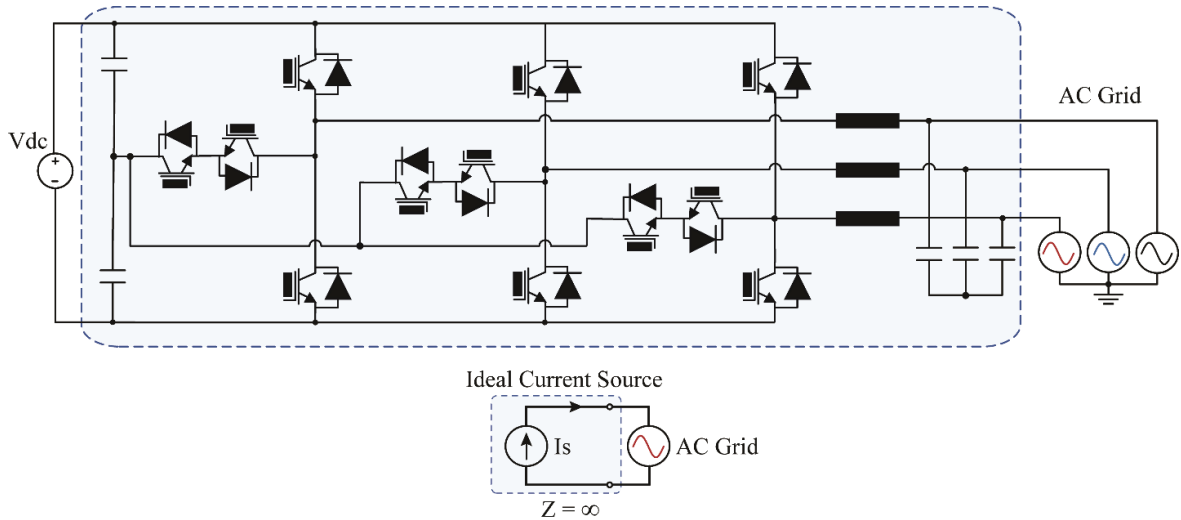 AC Grid
Vdc
Ideal Current Source
Is
AC Grid
Z = ∞